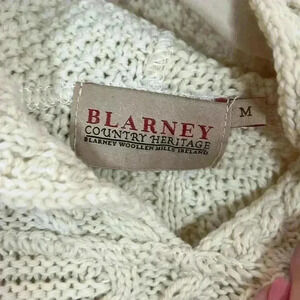 BLARNEY
COUNTRY HERITAGE
BLARNEY WOOLLEN MILLS IRELAND
M